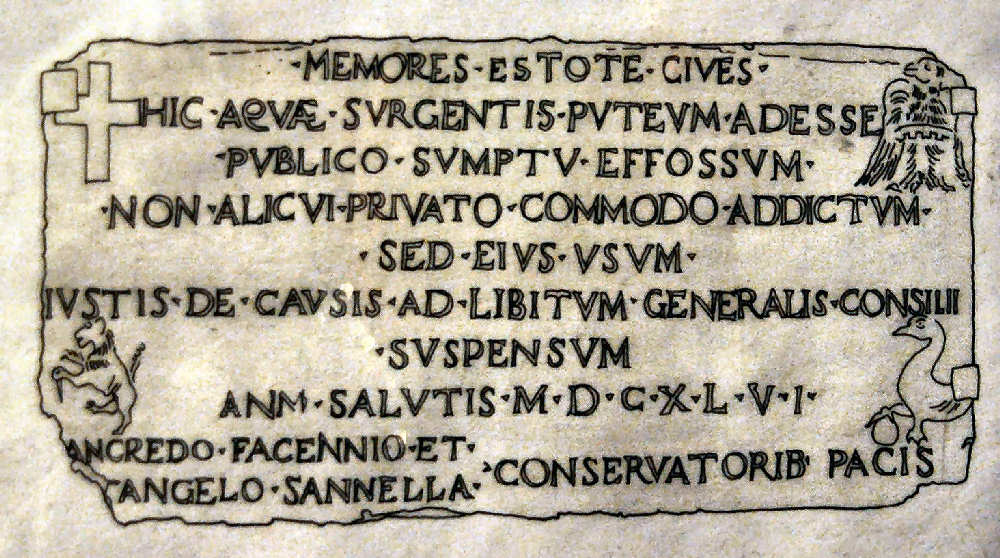 ·MEMORES·ESTOTE·CIVES·
HIC·AQVÆ·SVRGENTIS·PVTEVM·ADESSE
·PVBLICO·SVMPTV·EFFOSSVM·
·NON·ALICVI·PRIVATO·COMMODO·ADDICTVM·
·SED·EIVS·VSVM·
IVSTIS·DE·CAVSIS·AD·LIBITVM·GENERALIS·CONSILII
·SVSPENSVM
ANM·SALVTIS·M·D·C·X·L·V·I·
ANCREDO·FACENNIO·ET·
ANGELO·SANNELLA·
CONSERVATORIB' PACIS